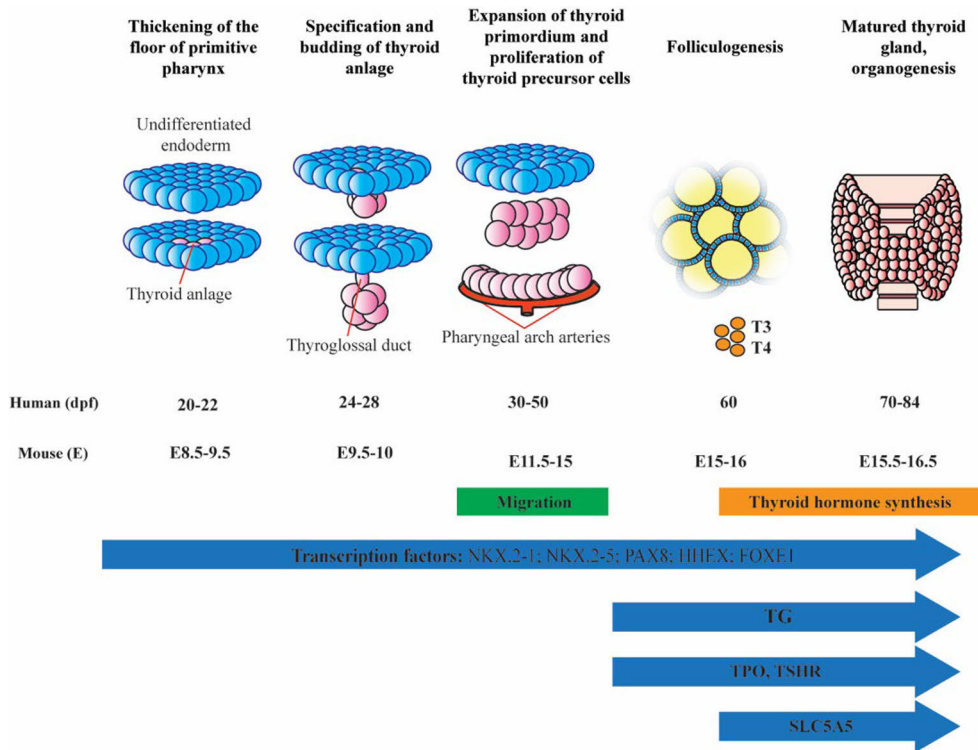 Thickening of the
floor of primitive
pharynx
Specification and
budding of thyroid
anlage
Expansion of thyroid
primordium and
proliferation of
thyroid precursor cells
Folliculogenesis
Matured thyroid
gland,
organogenesis
Undifferentiated
endoderm
Thyroid anlage
Thyroglossal duct
Pharyngeal arch arteries
T3
T4
Human (dpf)
20-22
24-28
30-50
60
70-84
Mouse (E)
E8.5-9.5
E9.5-10
E11.5-15
E15-16
E15.5-16.5
Migration
Thyroid hormone synthesis
Transcription factors: NKX.2-1; NKX.2-5; PAX8; HHEX; FOXE1
TG
TPO, TSHR
SLC5A5